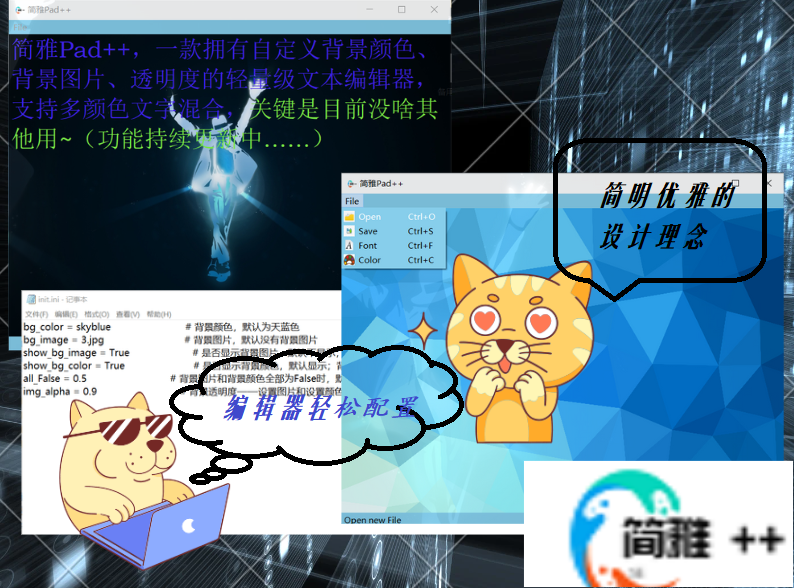 简雅Pad++
File
简雅Pad++，一款拥有自定义背景颜色、
背景图片、透明度的轻量级文本编辑器，
支持多颜色文字混合，关键是目前没啥其
他用~（功能持续更新中......）
简雅Pad++
File
Open Ctrl+O
Save Ctrl+S
Font Ctrl+F
Color Ctrl+C
简明优雅的
设计理念
init.ini - 记事本
文件(F) 编辑(E) 格式(O) 查看(V) 帮助(H)
bg_color = skyblue # 背景颜色，默认为天蓝色
bg_image = 3.jpg # 背景图片，默认没有背景图片
show_bg_image = True # 是否显示背景图片，
show_bg_color = True # 是否显示背景颜色，默认显示；
all_False = 0.5 # 背景图片和背景颜色全部为False时，
img_alpha = 0.9 背景透明度——设置图片和设置颜色
编辑器轻松配置
Open new File
简雅 ++